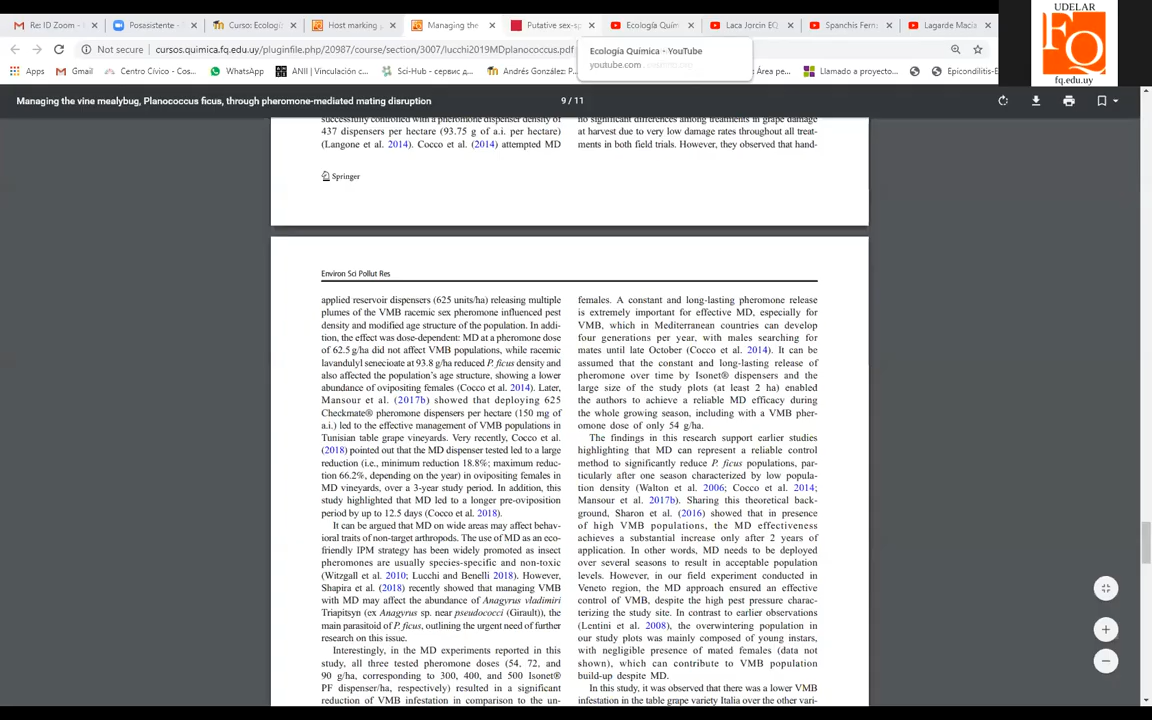 Re: ID Zoom -
Posasistente -
Curso: Ecologí
Host marking
Managing the
Putative sex-s
Ecología Quím
Laca Jorcin EQ
Spanchis Fern
Lagarde Macia
UDELAR
FQ
fq.edu.uy
Not secure
cursos.quimica.fq.edu.uy/pluginfile.php/20987/course/section/3007/lucchi2019MDplanococcus.pdf
Ecología Química - YouTube
youtube.com
Apps
Gmail
Centro Cívico - Cos...
WhatsApp
ANII | Vinculación c...
Sci-Hub - сервис д...
Andrés González P...
Área pe...
Llamado a proyecto...
Epicondilitis-E
Managing the vine mealybug, Planococcus ficus, through pheromone-mediated mating disruption
9 / 11
successfully controlled with a pheromone dispenser density of
437 dispensers per hectare (93.75 g of a.i. per hectare)
(Langone et al. 2014). Cocco et al. (2014) attempted MD
no significant differences among treatments in grape damage
at harvest due to very low damage rates throughout all treat-
ments in both field trials. However, they observed that hand-
Springer
Environ Sci Pollut Res
applied reservoir dispensers (625 units/ha) releasing multiple
plumes of the VMB racemic sex pheromone influenced pest
density and modified age structure of the population. In addi-
tion, the effect was dose-dependent: MD at a pheromone dose
of 62.5 g/ha did not affect VMB populations, while racemic
lavandulyl senecioate at 93.8 g/ha reduced P. ficus density and
also affected the population's age structure, showing a lower
abundance of ovipositing females (Cocco et al. 2014). Later,
Mansour et al. (2017b) showed that deploying 625
Checkmate® pheromone dispensers per hectare (150 mg of
a.i.) led to the effective management of VMB populations in
Tunisian table grape vineyards. Very recently, Cocco et al.
(2018) pointed out that the MD dispenser tested led to a large
reduction (i.e., minimum reduction 18.8%; maximum reduc-
tion 66.2%, depending on the year) in ovipositing females in
MD vineyards, over a 3-year study period. In addition, this
study highlighted that MD led to a longer pre-oviposition
period by up to 12.5 days (Cocco et al. 2018).
It can be argued that MD on wide areas may affect behav-
ioral traits of non-target arthropods. The use of MD as an eco-
friendly IPM strategy has been widely promoted as insect
pheromones are usually species-specific and non-toxic
(Witzgall et al. 2010; Lucchi and Benelli 2018). However,
Shapira et al. (2018) recently showed that managing VMB
with MD may affect the abundance of Anagyrus vladimiri
Triapitsyn (ex Anagyrus sp. near pseudococci (Girault)), the
main parasitoid of P. ficus, outlining the urgent need of further
research on this issue.
Interestingly, in the MD experiments reported in this
study, all three tested pheromone doses (54, 72, and
90 g/ha, corresponding to 300, 400, and 500 Isonet®
PF dispenser/ha, respectively) resulted in a significant
reduction of VMB infestation in comparison to the un-
females. A constant and long-lasting pheromone release
is extremely important for effective MD, especially for
VMB, which in Mediterranean countries can develop
four generations per year, with males searching for
mates until late October (Cocco et al. 2014). It can be
assumed that the constant and long-lasting release of
pheromone over time by Isonet® dispensers and the
large size of the study plots (at least 2 ha) enabled
the authors to achieve a reliable MD efficacy during
the whole growing season, including with a VMB pher-
omone dose of only 54 g/ha.
The findings in this research support earlier studies
highlighting that MD can represent a reliable control
method to significantly reduce P. ficus populations, par-
ticularly after one season characterized by low popula-
tion density (Walton et al. 2006; Cocco et al. 2014;
Mansour et al. 2017b). Sharing this theoretical back-
ground, Sharon et al. (2016) showed that in presence
of high VMB populations, the MD effectiveness
achieves a substantial increase only after 2 years of
application. In other words, MD needs to be deployed
over several seasons to result in acceptable population
levels. However, in our field experiment conducted in
Veneto region, the MD approach ensured an effective
control of VMB, despite the high pest pressure charac-
terizing the study site. In contrast to earlier observations
(Lentini et al. 2008), the overwintering population in
our study plots was mainly composed of young instars,
with negligible presence of mated females (data not
shown), which can contribute to VMB population
build-up despite MD.
In this study, it was observed that there was a lower VMB
infestation in the table grape variety Italia over the other vari-